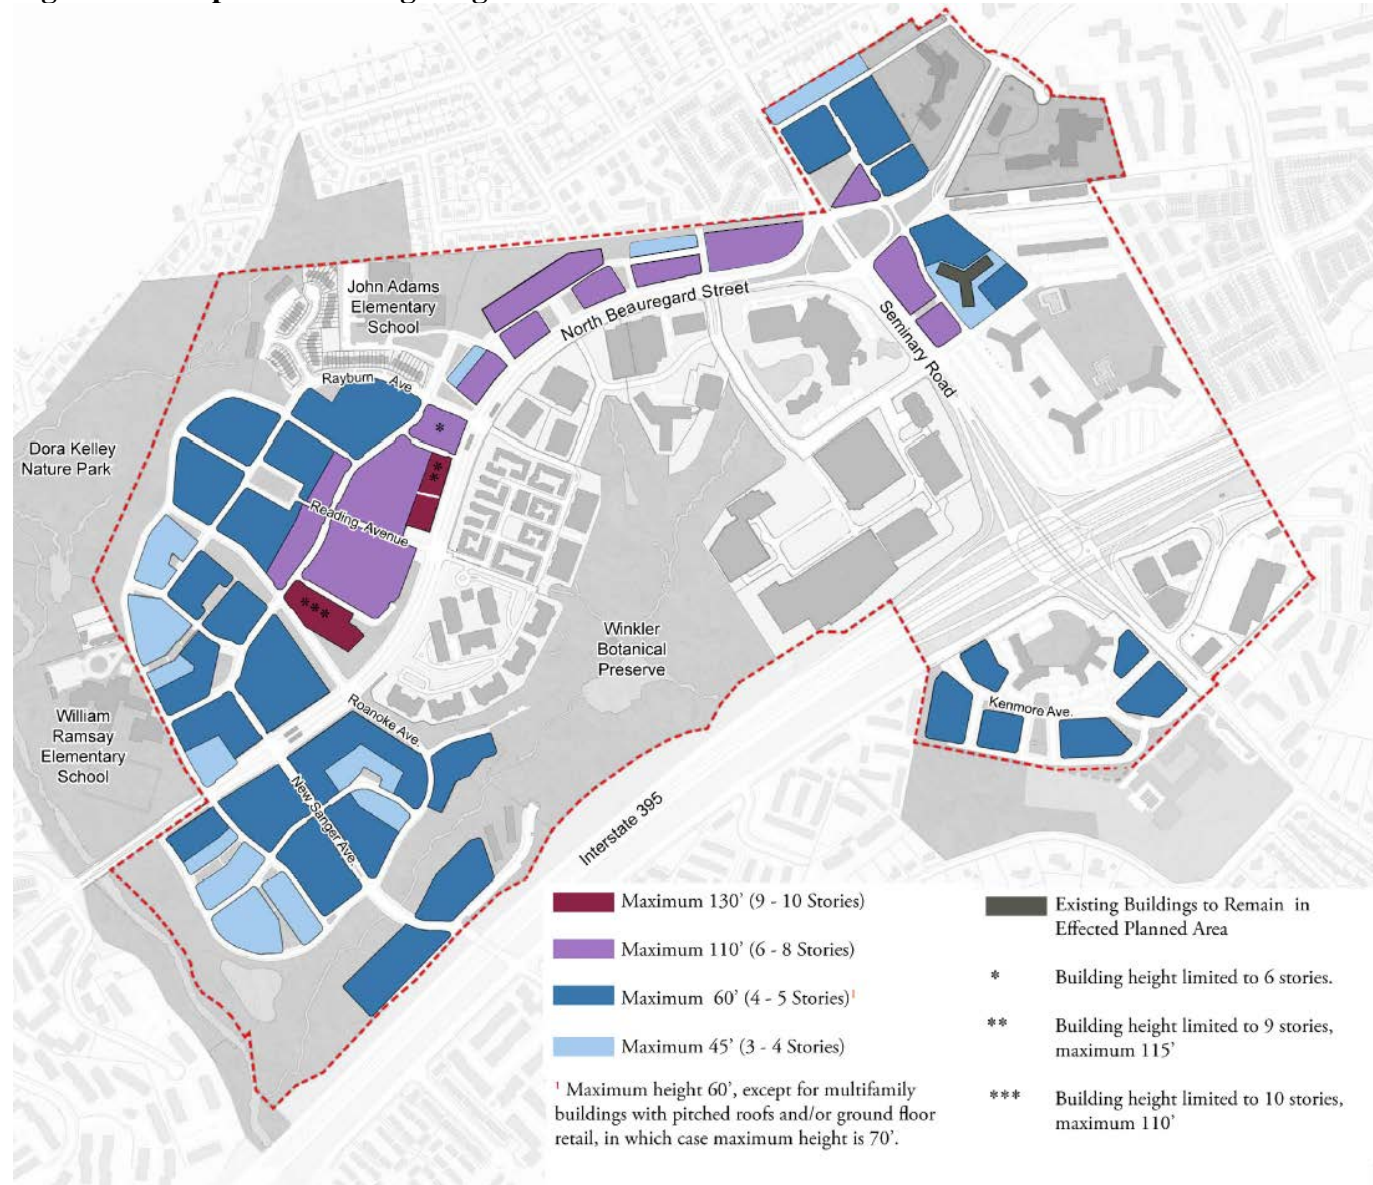 John Adams
Elementary
School
North Beauregard Street
Seminary Road
Rayburn Ave
Dora Kelley
Nature Park
Reading Avenue
Winkler
Botanical
Preserve
William
Ramsay
Elementary
School
Roanoke Ave.
Kenmore Ave.
New Sanger Ave.
Interstate 395
Maximum 130' (9 - 10 Stories)
Maximum 110' (6 - 8 Stories)
Maximum 60' (4 - 5 Stories)¹
Maximum 45' (3 - 4 Stories)
¹ Maximum height 60', except for multifamily
buildings with pitched roofs and/or ground floor
retail, in which case maximum height is 70'.
Existing Buildings to Remain in
Effected Planned Area
* Building height limited to 6 stories.
** Building height limited to 9 stories,
maximum 115'
*** Building height limited to 10 stories,
maximum 110'